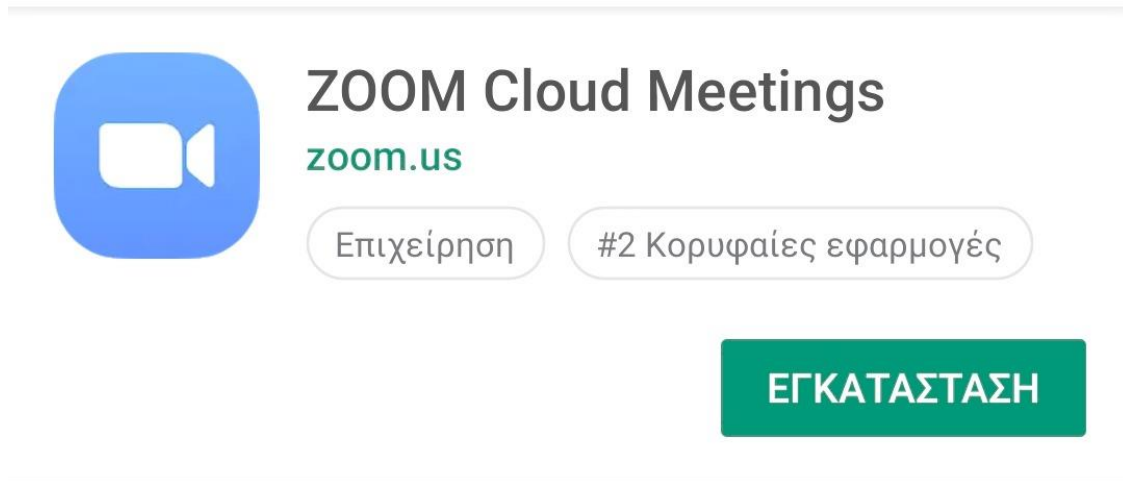 ZOOM Cloud Meetings
zoom.us
Επιχείρηση
#2 Κορυφαίες εφαρμογές
ΕΓΚΑΤΑΣΤΑΣΗ